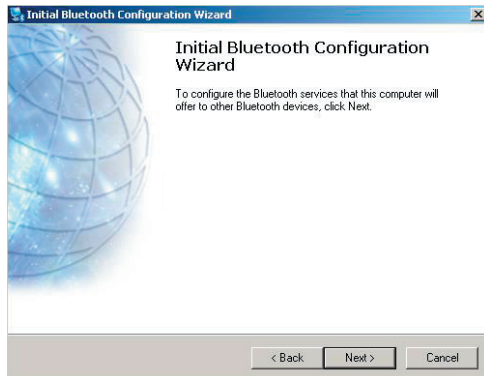 Initial Bluetooth Configuration Wizard
Initial Bluetooth Configuration
Wizard
To configure the Bluetooth services that this computer will
offer to other Bluetooth devices, click Next.
< Back
Next >
Cancel